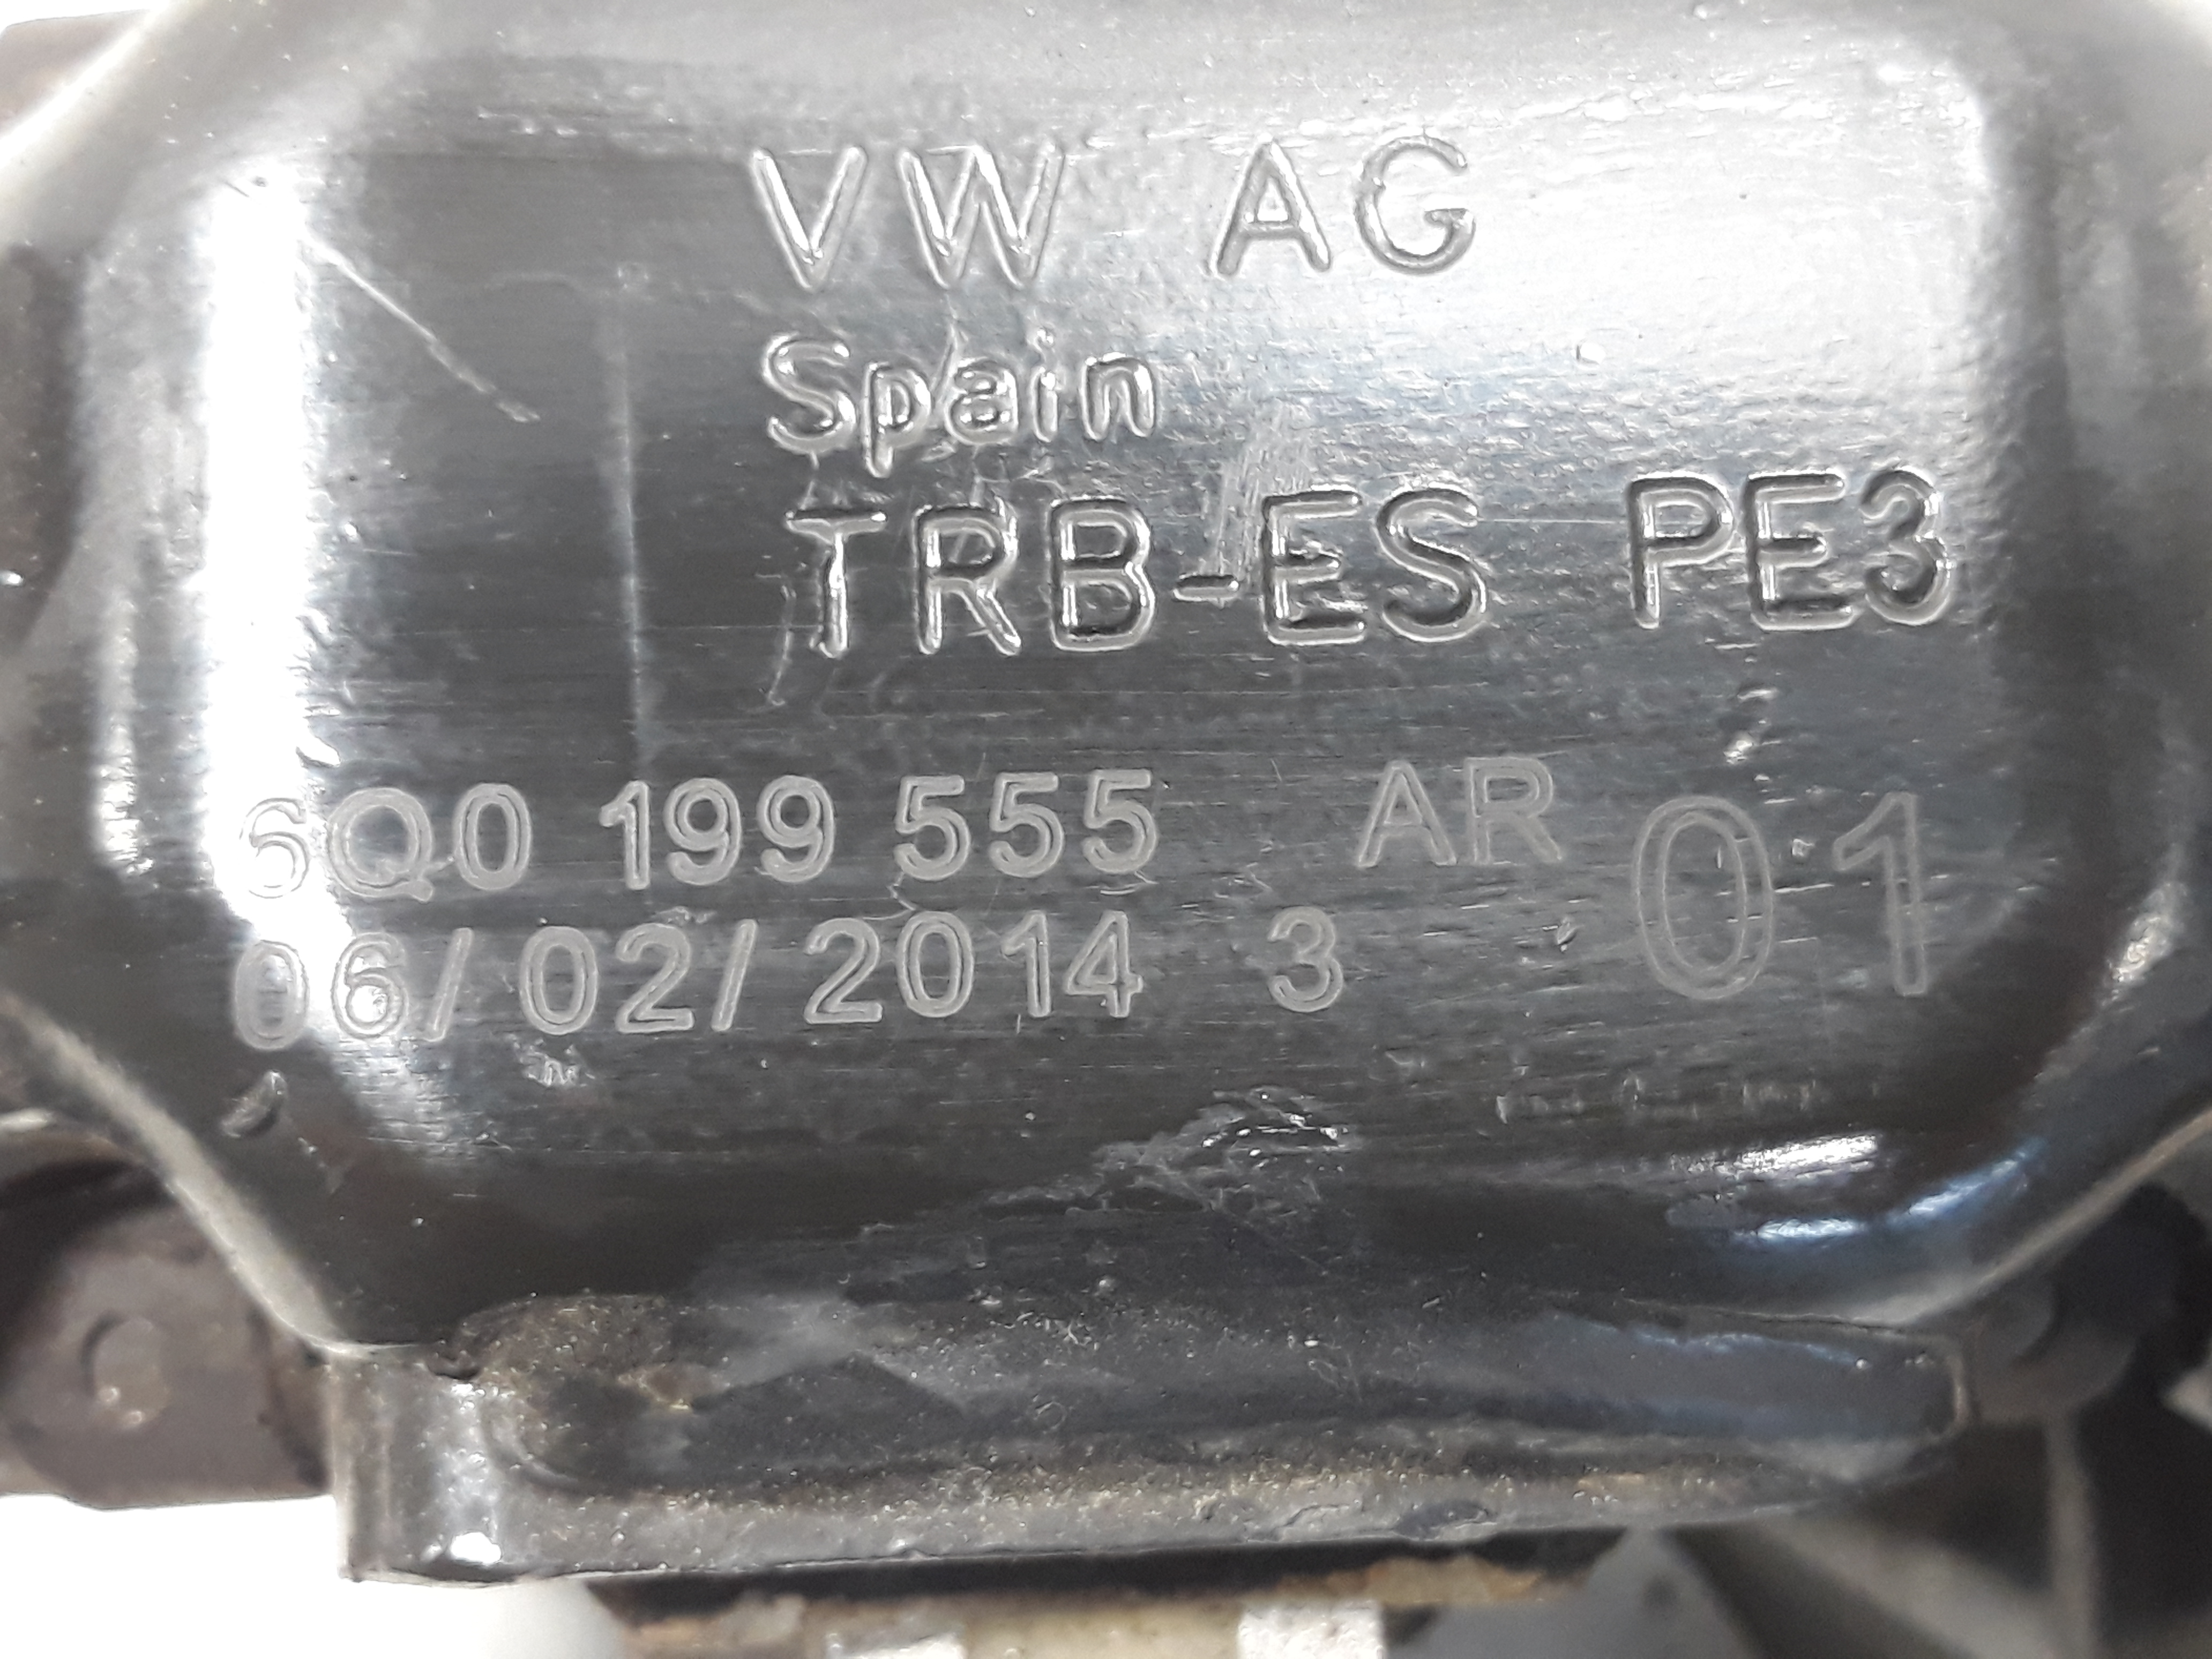 VW AG
Spain
TRB-ES PE3
6Q0 199 555 AR 01
06/02/2014 3